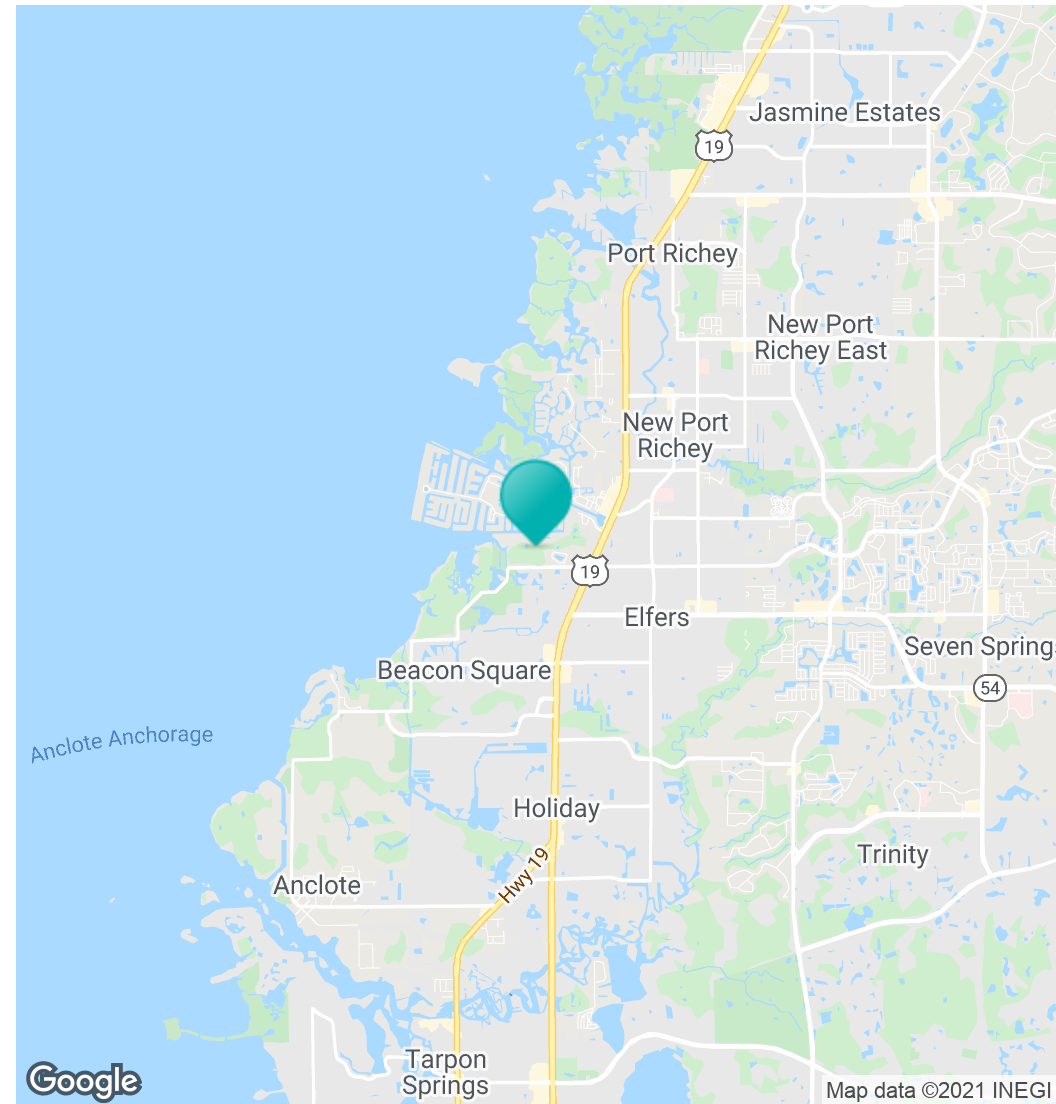 Jasmine Estates
19
Port Richey
New Port
Richey East
New Port
Richey
19
Elfers
Seven Spring
Beacon Square
54
Anclote Anchorage
Holiday
Trinity
Hwy 19
Anclote
Tarpon
Springs
Google
Map data ©2021 INEGI